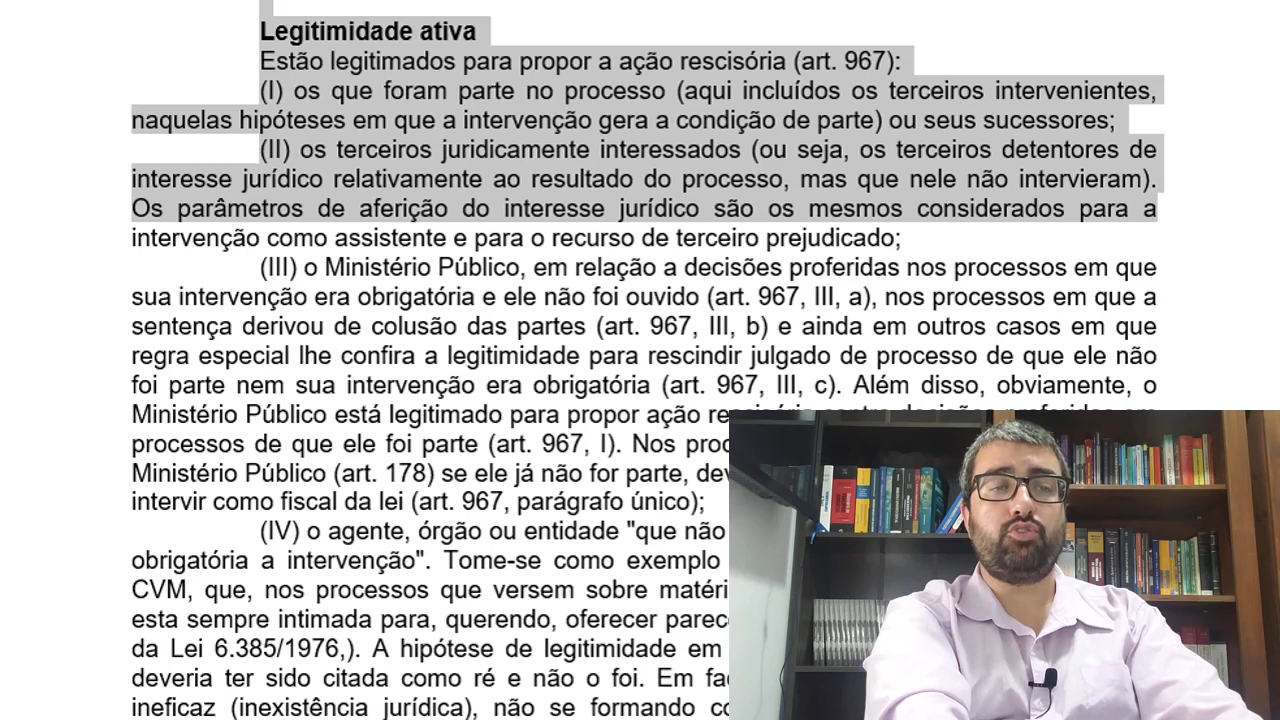 Legitimidade ativa
Estão legitimados para propor a ação rescisória (art. 967):
(I) os que foram parte no processo (aqui incluídos os terceiros intervenientes,
naquelas hipóteses em que a intervenção gera a condição de parte) ou seus sucessores;
(II) os terceiros juridicamente interessados (ou seja, os terceiros detentores de
interesse jurídico relativamente ao resultado do processo, mas que nele não intervieram).
Os parâmetros de aferição do interesse jurídico são os mesmos considerados para a
intervenção como assistente e para o recurso de terceiro prejudicado;
(III) o Ministério Público, em relação a decisões proferidas nos processos em que
sua intervenção era obrigatória e ele não foi ouvido (art. 967, III, a), nos processos em que a
sentença derivou de colusão das partes (art. 967, III, b) e ainda em outros casos em que
regra especial lhe confira a legitimidade para rescindir julgado de processo de que ele não
foi parte nem sua intervenção era obrigatória (art. 967, III, c). Além disso, obviamente, o
Ministério Público está legitimado para propor ação
processos de que ele foi parte (art. 967, I). Nos
Ministério Público (art. 178) se ele já não for parte,
intervir como fiscal da lei (art. 967, parágrafo único);
(IV) o agente, órgão ou entidade "que não
obrigatória a intervenção". Tome-se como exemplo
CVM, que, nos processos que versem sobre
esta sempre intimada para, querendo, oferecer
da Lei 6.385/1976,). A hipótese de legitimidade em
deveria ter sido citada como ré e não o foi. Em
ineficaz (inexistência jurídica), não se formando